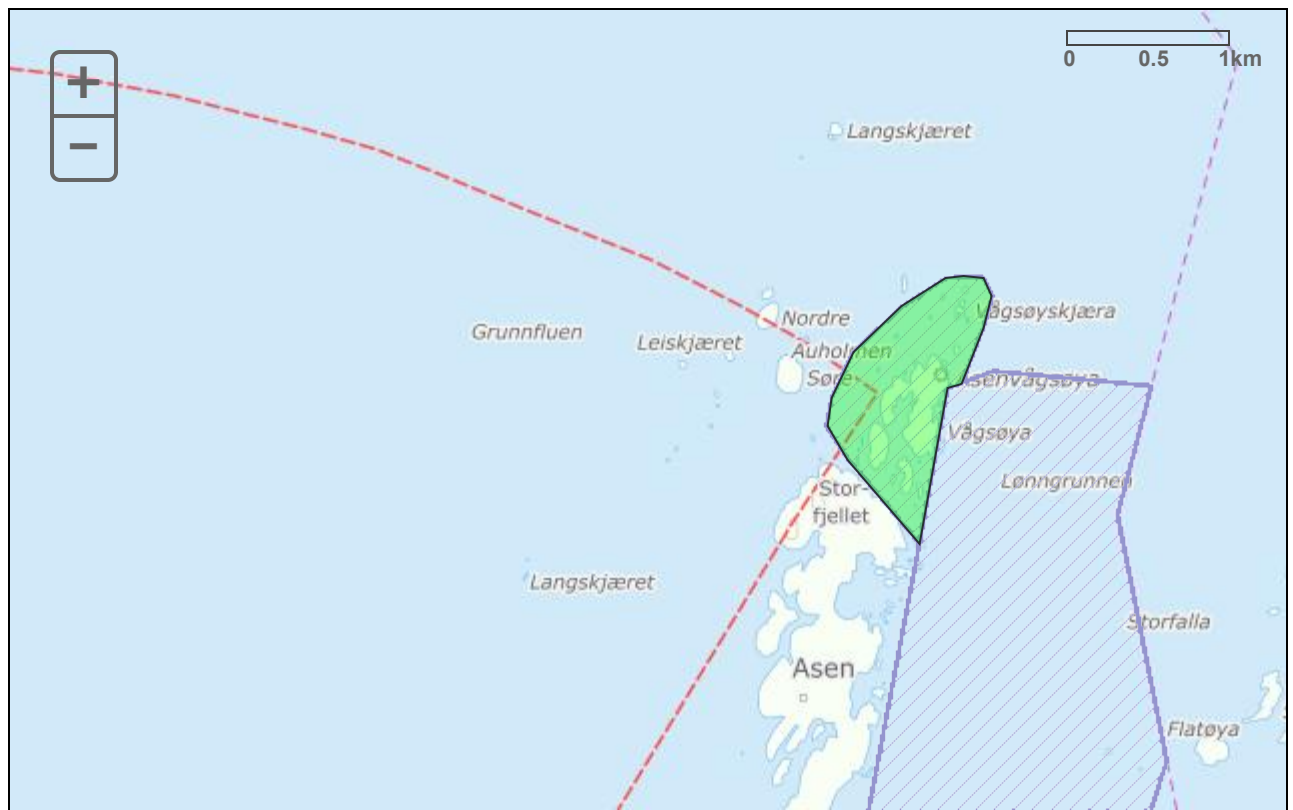 +
−
0 0.5 1km
Langskjæret
Nordre
Vågsøyskjæra
Grunnfluen
Leiskjæret
Auholmen
Søre
senvågsøya
Vågsøya
Lønngrunnen
Stor-
fjellet
Langskjæret
Storfalla
Asen
Flatøya